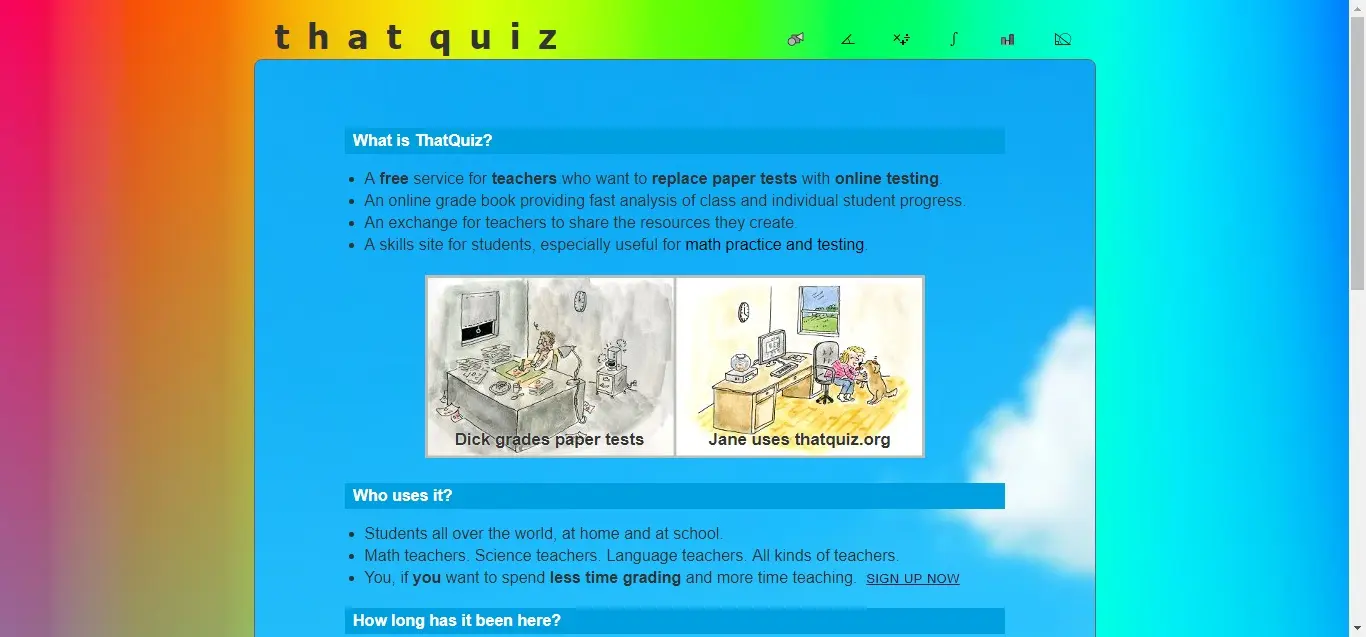 that quiz
What is ThatQuiz?
A free service for teachers who want to replace paper tests with online testing.
An online grade book providing fast analysis of class and individual student progress.
An exchange for teachers to share the resources they create.
A skills site for students, especially useful for math practice and testing.
Dick grades paper tests
Jane uses thatquiz.org
Who uses it?
Students all over the world, at home and at school.
Math teachers. Science teachers. Language teachers. All kinds of teachers.
You, if you want to spend less time grading and more time teaching. SIGN UP NOW
How long has it been here?